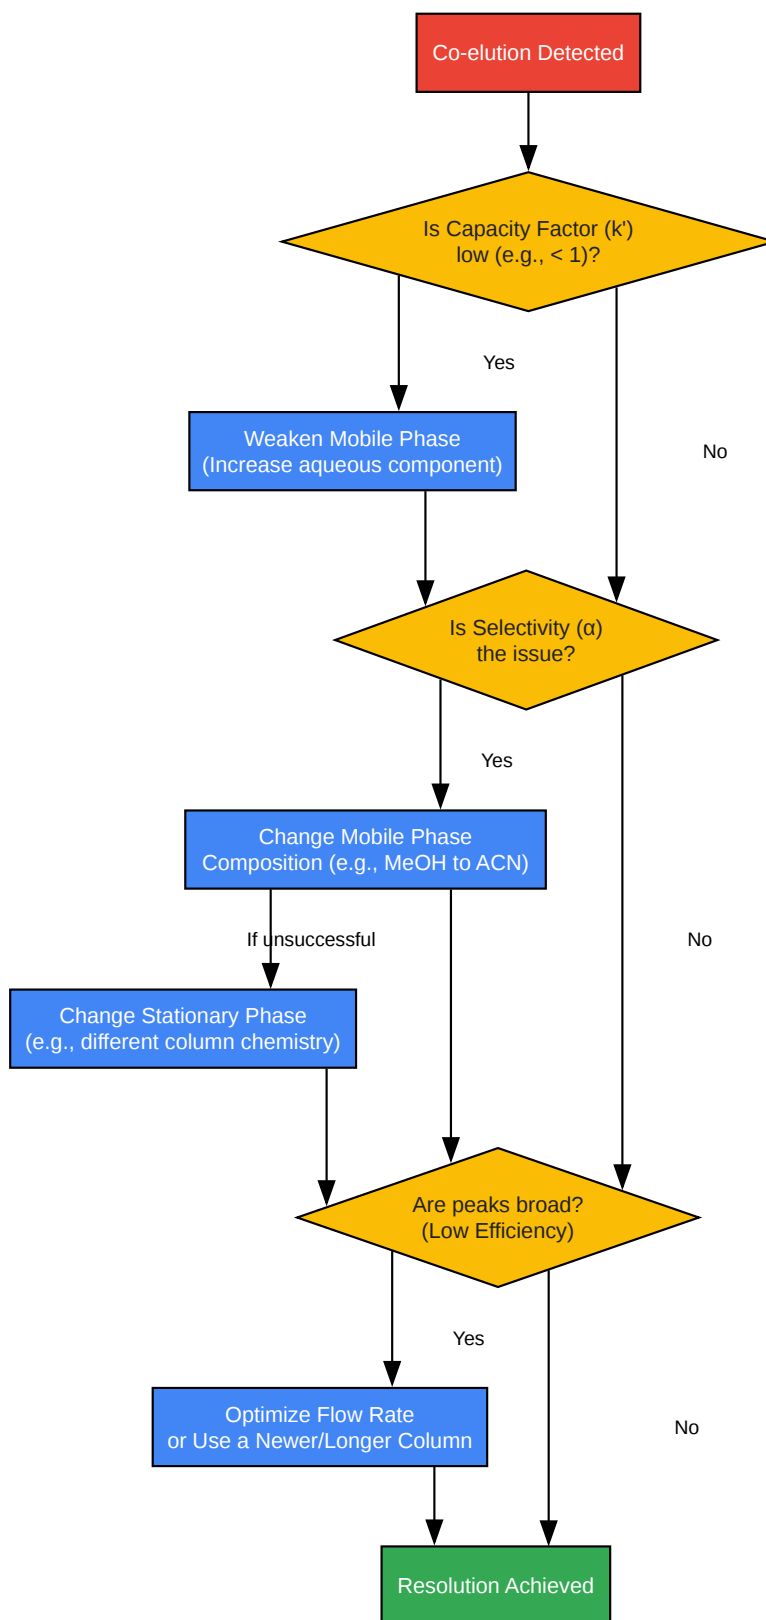 Co-elution Detected
Is Capacity Factor (k')
low (e.g., < 1)?
Yes
Weaken Mobile Phase
(Increase aqueous component)
No
Is Selectivity (α)
the issue?
Yes
Change Mobile Phase
Composition (e.g., MeOH to ACN)
If unsuccessful
No
Change Stationary Phase
(e.g., different column chemistry)
Are peaks broad?
(Low Efficiency)
Yes
Optimize Flow Rate
or Use a Newer/Longer Column
No
Resolution Achieved